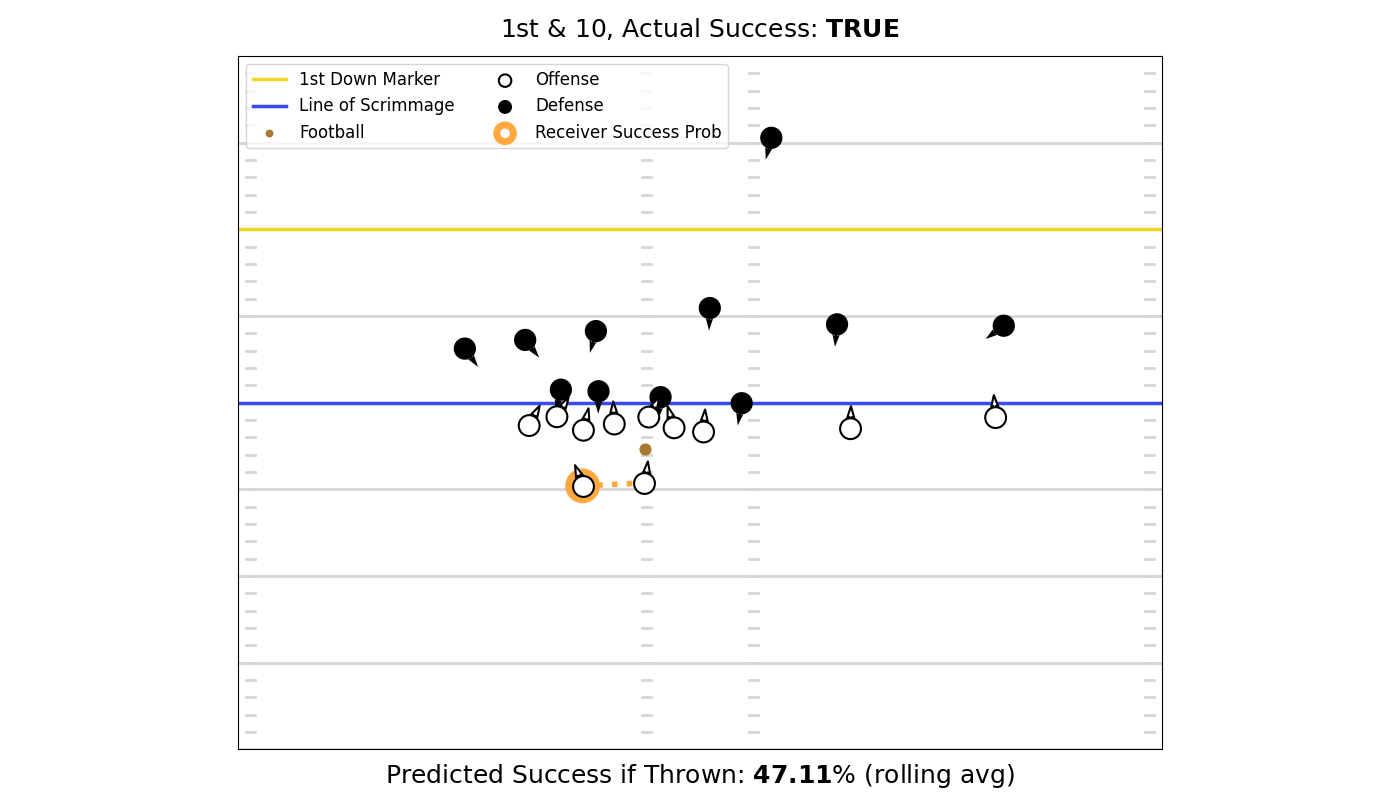 1st & 10, Actual Success: TRUE
1st Down Marker
Line of Scrimmage
Football
Offense
Defense
Receiver Success Prob
Predicted Success if Thrown: 47.11% (rolling avg)